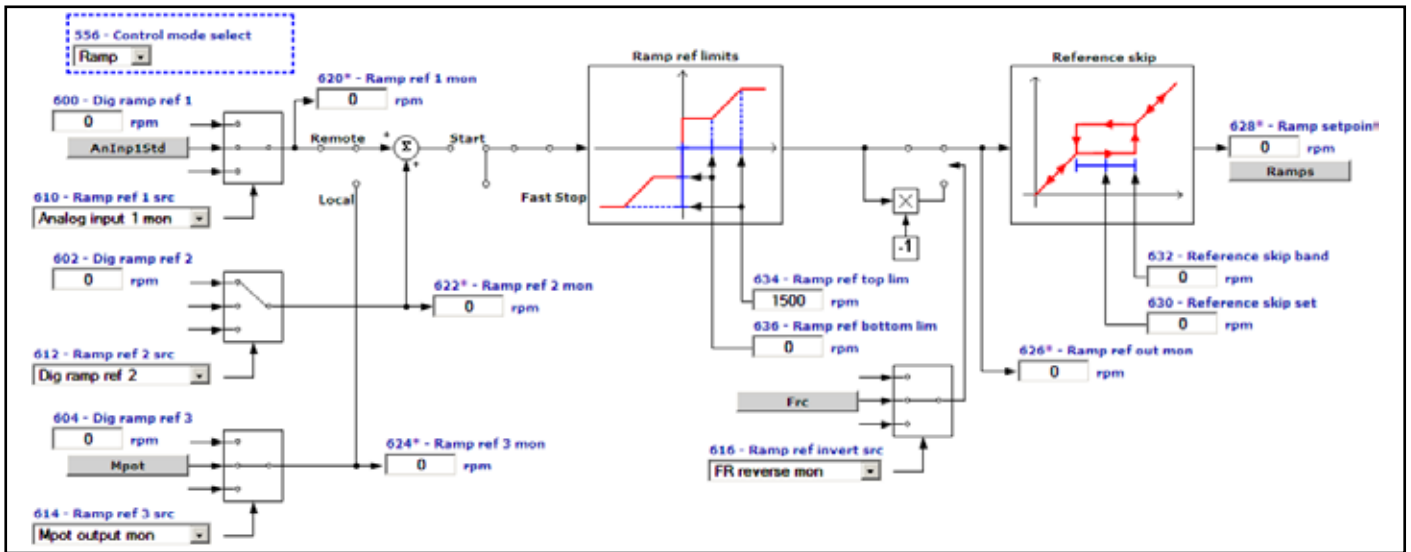 556 - Control mode select
Ramp
600 - Dig ramp ref 1
0 rpm
AnInp1Std
610 - Ramp ref 1 src
Analog input 1 mon
620* - Ramp ref 1 mon
0 rpm
Remote
Local
Σ
+
+
Start
Fast Stop
602 - Dig ramp ref 2
0 rpm
612 - Ramp ref 2 src
Dig ramp ref 2
622* - Ramp ref 2 mon
0 rpm
604 - Dig ramp ref 3
0 rpm
Mpot
614 - Ramp ref 3 src
Mpot output mon
624* - Ramp ref 3 mon
0 rpm
Ramp ref limits
634 - Ramp ref top lim
1500 rpm
636 - Ramp ref bottom lim
0 rpm
X
-1
Frc
616 - Ramp ref invert src
FR reverse mon
Reference skip
628* - Ramp setpoin*
0 rpm
Ramps
632 - Reference skip band
0 rpm
630 - Reference skip set
0 rpm
626* - Ramp ref out mon
0 rpm